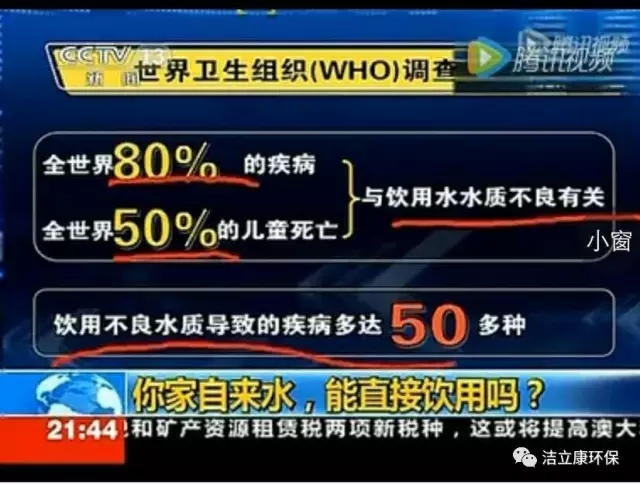 CCTV 13
新闻
腾讯视频
腾讯视频
世界卫生组织(WHO)调查
全世界80%的疾病
全世界50%的儿童死亡
与饮用水水质不良有关
小窗
饮用不良水质导致的疾病多达50多种
你家自来水，能直接饮用吗？
21:44
和矿产资源租赁税两项新税种，这或将提高澳大
洁立康环保